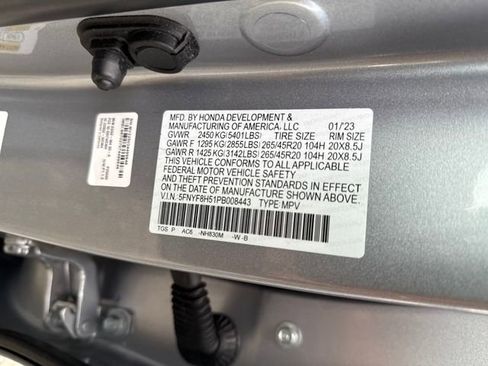 MFD. BY HONDA DEVELOPMENT & 01/'23
MANUFACTURING OF AMERICA, LLC
GVWR 2450 KG(5401LBS) TIRE SIZE RIM SIZE
GAWR F 1295 KG(2855LBS) 265/45R20 104H 20X8.5J
GAWR R 1425 KG(3142LBS) 265/45R20 104H 20X8.5J
THIS VEHICLE CONFORMS TO ALL APPLICABLE
FEDERAL MOTOR VEHICLE SAFETY, BUMPER,
AND THEFT PREVENTION STANDARDS IN EFFECT
ON THE DATE OF MANUFACTURE SHOWN ABOVE.
V.I.N. 5FNYF8H51PB008443 TYPE: MPV
TGS P AC6 -NH830M -W -B